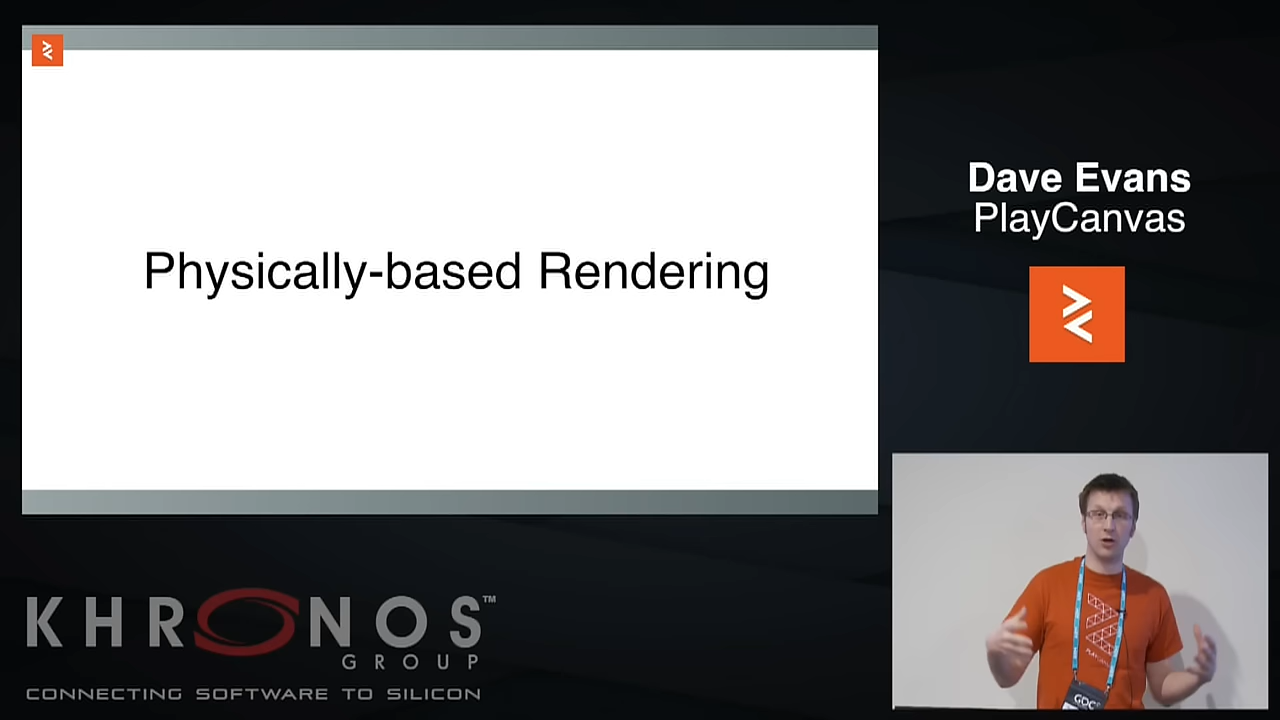 Physically-based Rendering
Dave Evans
PlayCanvas
KHRONOS™
GROUP
CONNECTING SOFTWARE TO SILICON